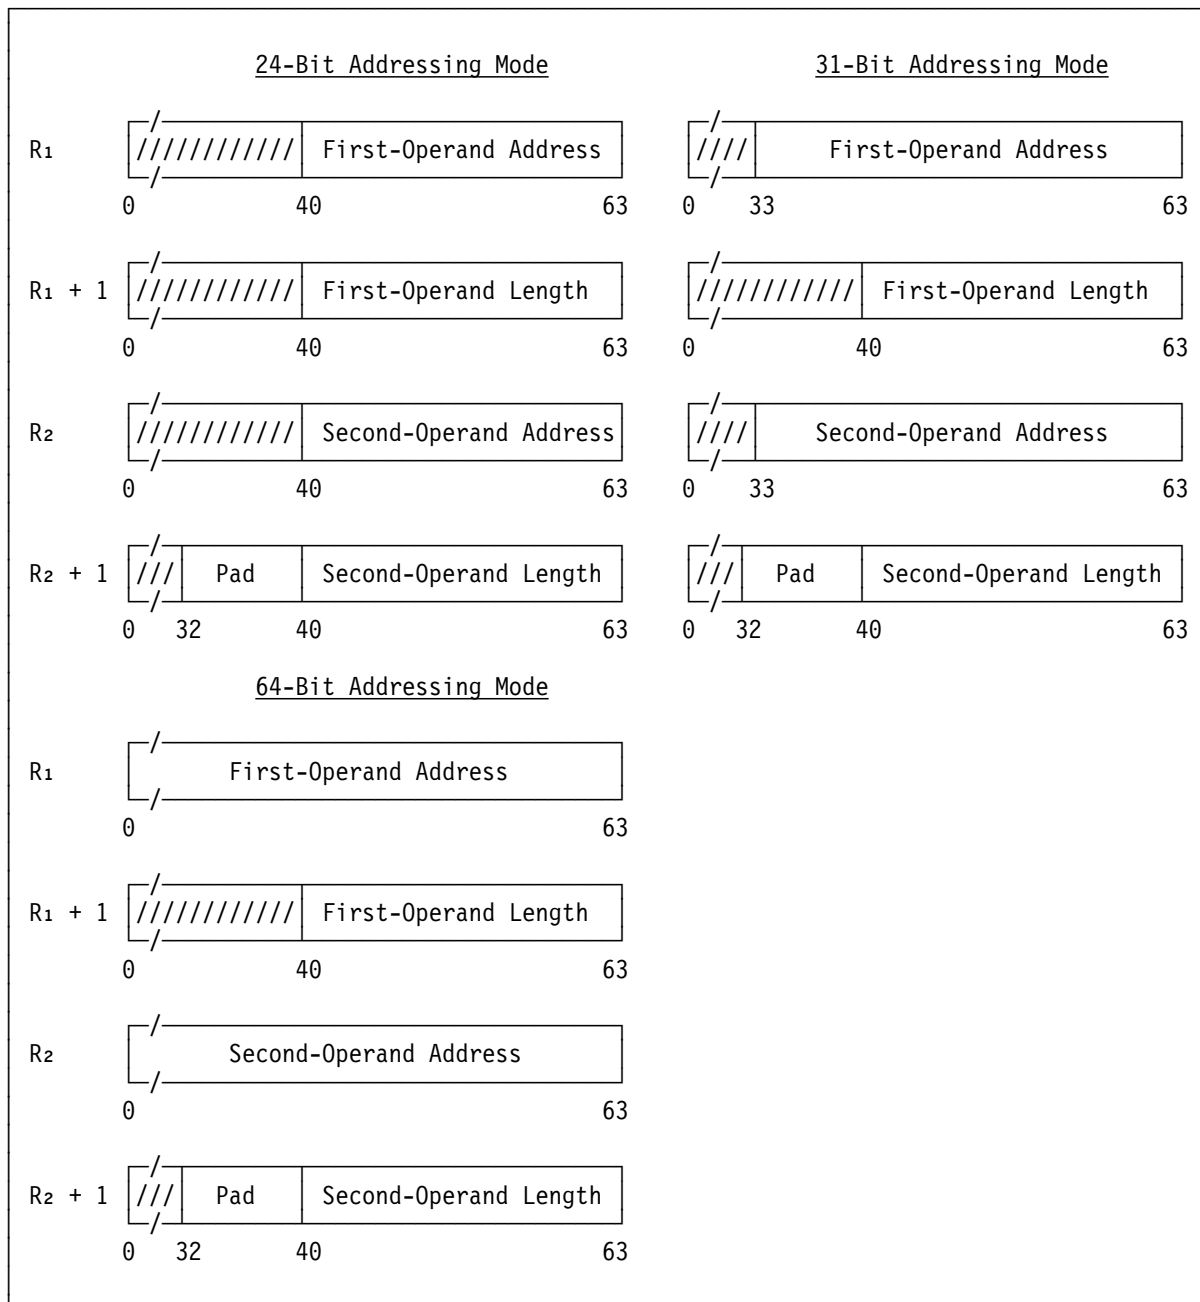 24-Bit Addressing Mode 31-Bit Addressing Mode
R₁ //////////// First-Operand Address //// First-Operand Address
0 40 63 0 33 63
R₁ + 1 //////////// First-Operand Length //////////// First-Operand Length
0 40 63 0 40 63
R₂ //////////// Second-Operand Address //// Second-Operand Address
0 40 63 0 33 63
R₂ + 1 /// Pad Second-Operand Length /// Pad Second-Operand Length
0 32 40 63 0 32 40 63
64-Bit Addressing Mode
R₁ First-Operand Address
0 63
R₁ + 1 //////////// First-Operand Length
0 40 63
R₂ Second-Operand Address
0 63
R₂ + 1 /// Pad Second-Operand Length
0 32 40 63